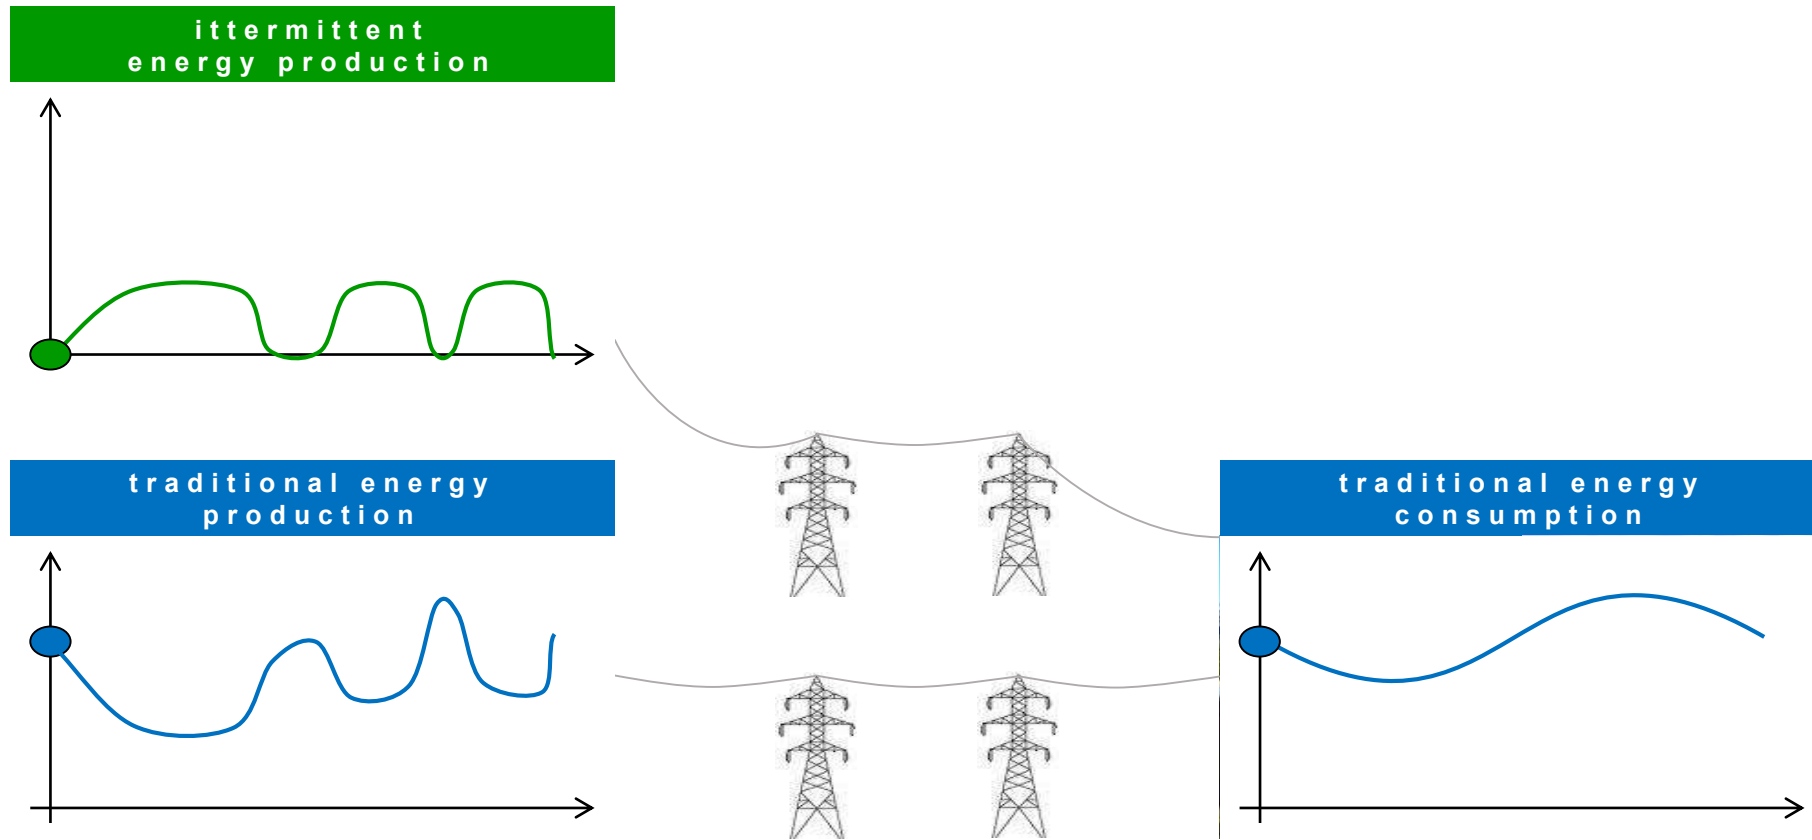 ittermittent
energy production
traditional energy
production
traditional energy
consumption